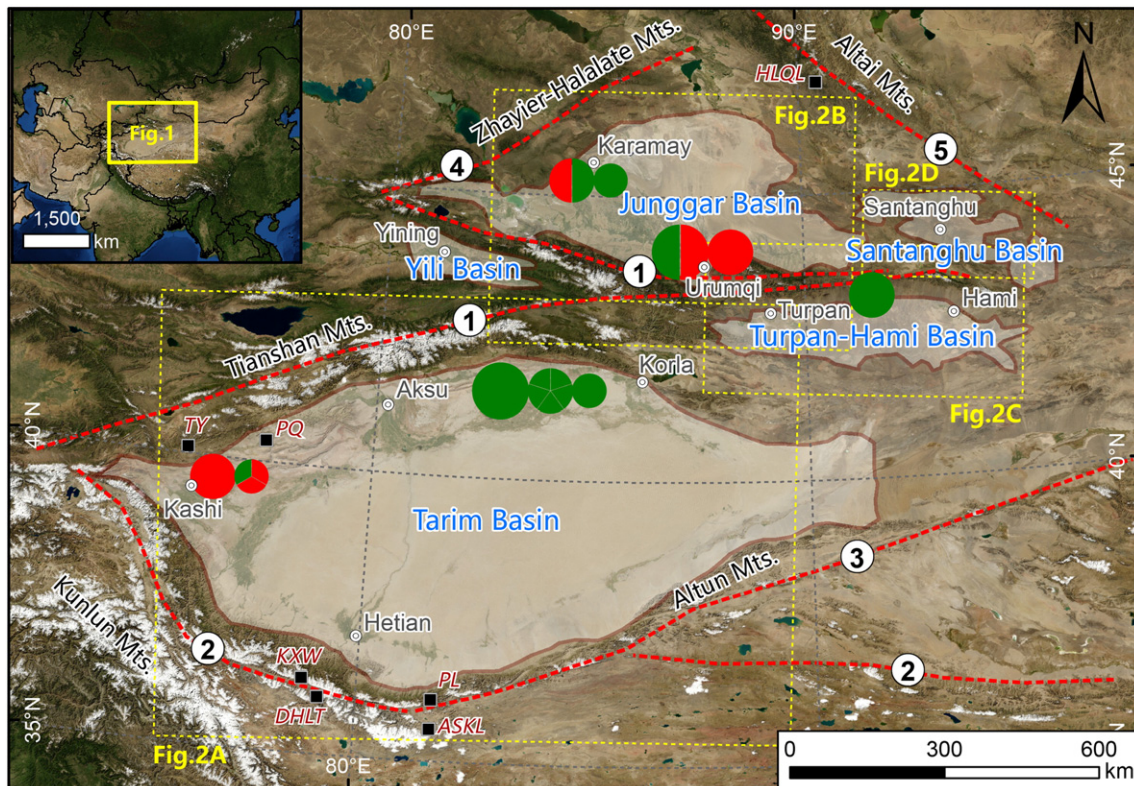 80°E
90°E
N
Fig.1
1,500
km
Zhayier-Halalate Mts.
HLQL
Altai Mts.
Fig.2B
4
Karamay
5
45°N
Fig.2D
Santanghu
Junggar Basin
Yining
Yili Basin
Santanghu Basin
1
Urumqi
Hami
Turpan
Turpan-Hami Basin
Tianshan Mts.
1
Korla
Aksu
Fig.2C
40°N
TY
PQ
40°N
Kashi
Tarim Basin
3
Altun Mts.
Kunlun Mts.
Hetian
2
KXW
2
DHLT
PL
ASKL
35°N
Fig.2A
80°E
N
0
300
600
km